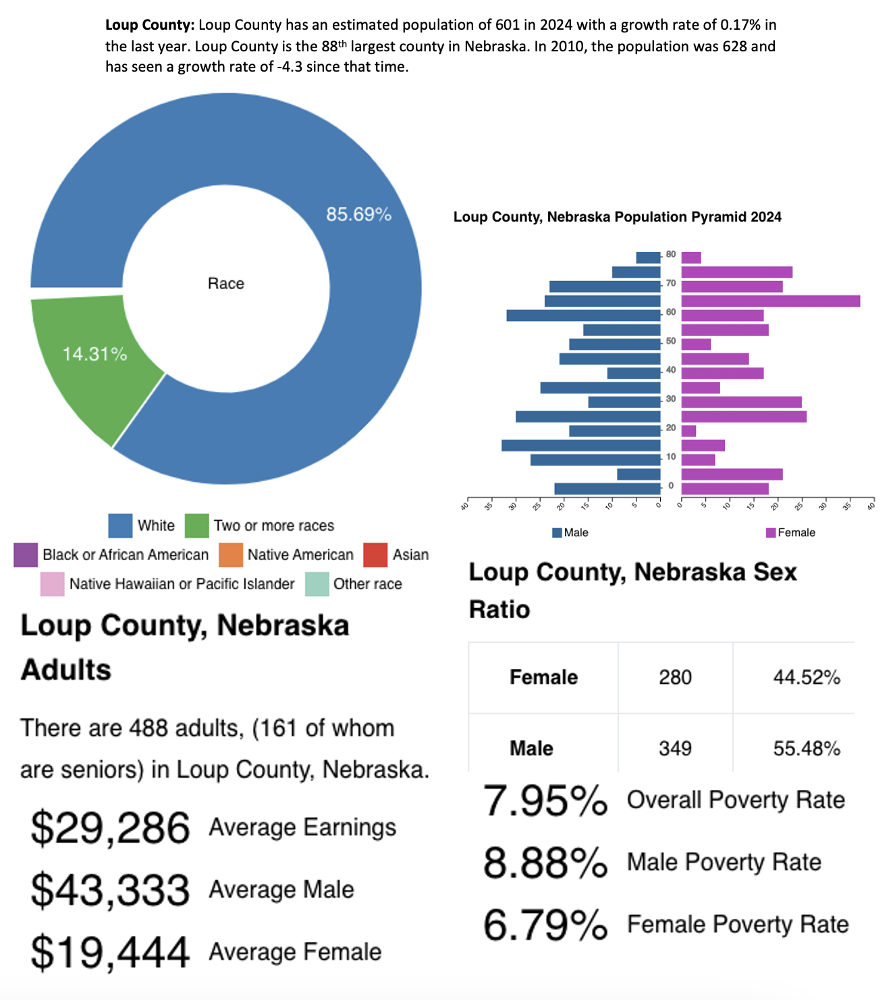 Loup County: Loup County has an estimated population of 601 in 2024 with a growth rate of 0.17% in
the last year. Loup County is the 88th largest county in Nebraska. In 2010, the population was 628 and
has seen a growth rate of -4.3 since that time.
85.69%
Race
14.31%
White Two or more races
Black or African American Native American Asian
Native Hawaiian or Pacific Islander Other race
Loup County, Nebraska Population Pyramid 2024
80
70
60
50
40
30
20
10
0
40 35 30 25 20 15 10 5 0 0 5 10 15 20 25 30 35 40
Male Female
Loup County, Nebraska Adults
There are 488 adults, (161 of whom
are seniors) in Loup County, Nebraska.
$29,286 Average Earnings
$43,333 Average Male
$19,444 Average Female
Loup County, Nebraska Sex
Ratio
Female 280 44.52%
Male 349 55.48%
7.95% Overall Poverty Rate
8.88% Male Poverty Rate
6.79% Female Poverty Rate